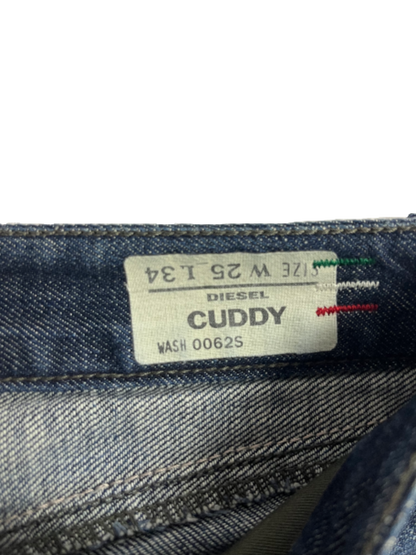 SIZE W 25 L 34
DIESEL
CUDDY
WASH 0062S